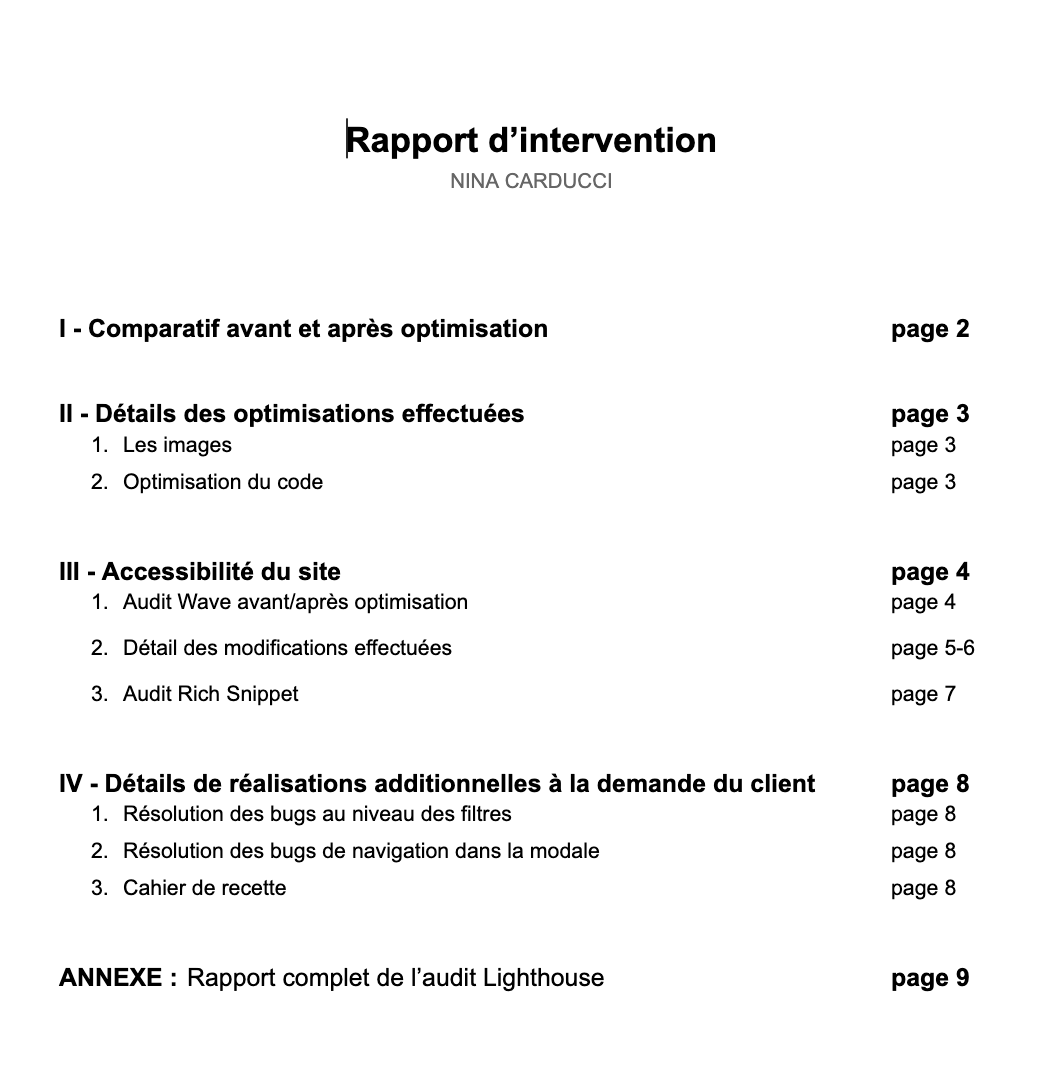 Rapport d’intervention
NINA CARDUCCI
I - Comparatif avant et après optimisation page 2
II - Détails des optimisations effectuées page 3
1. Les images page 3
2. Optimisation du code page 3
III - Accessibilité du site page 4
1. Audit Wave avant/après optimisation page 4
2. Détail des modifications effectuées page 5-6
3. Audit Rich Snippet page 7
IV - Détails de réalisations additionnelles à la demande du client page 8
1. Résolution des bugs au niveau des filtres page 8
2. Résolution des bugs de navigation dans la modale page 8
3. Cahier de recette page 8
ANNEXE : Rapport complet de l’audit Lighthouse page 9